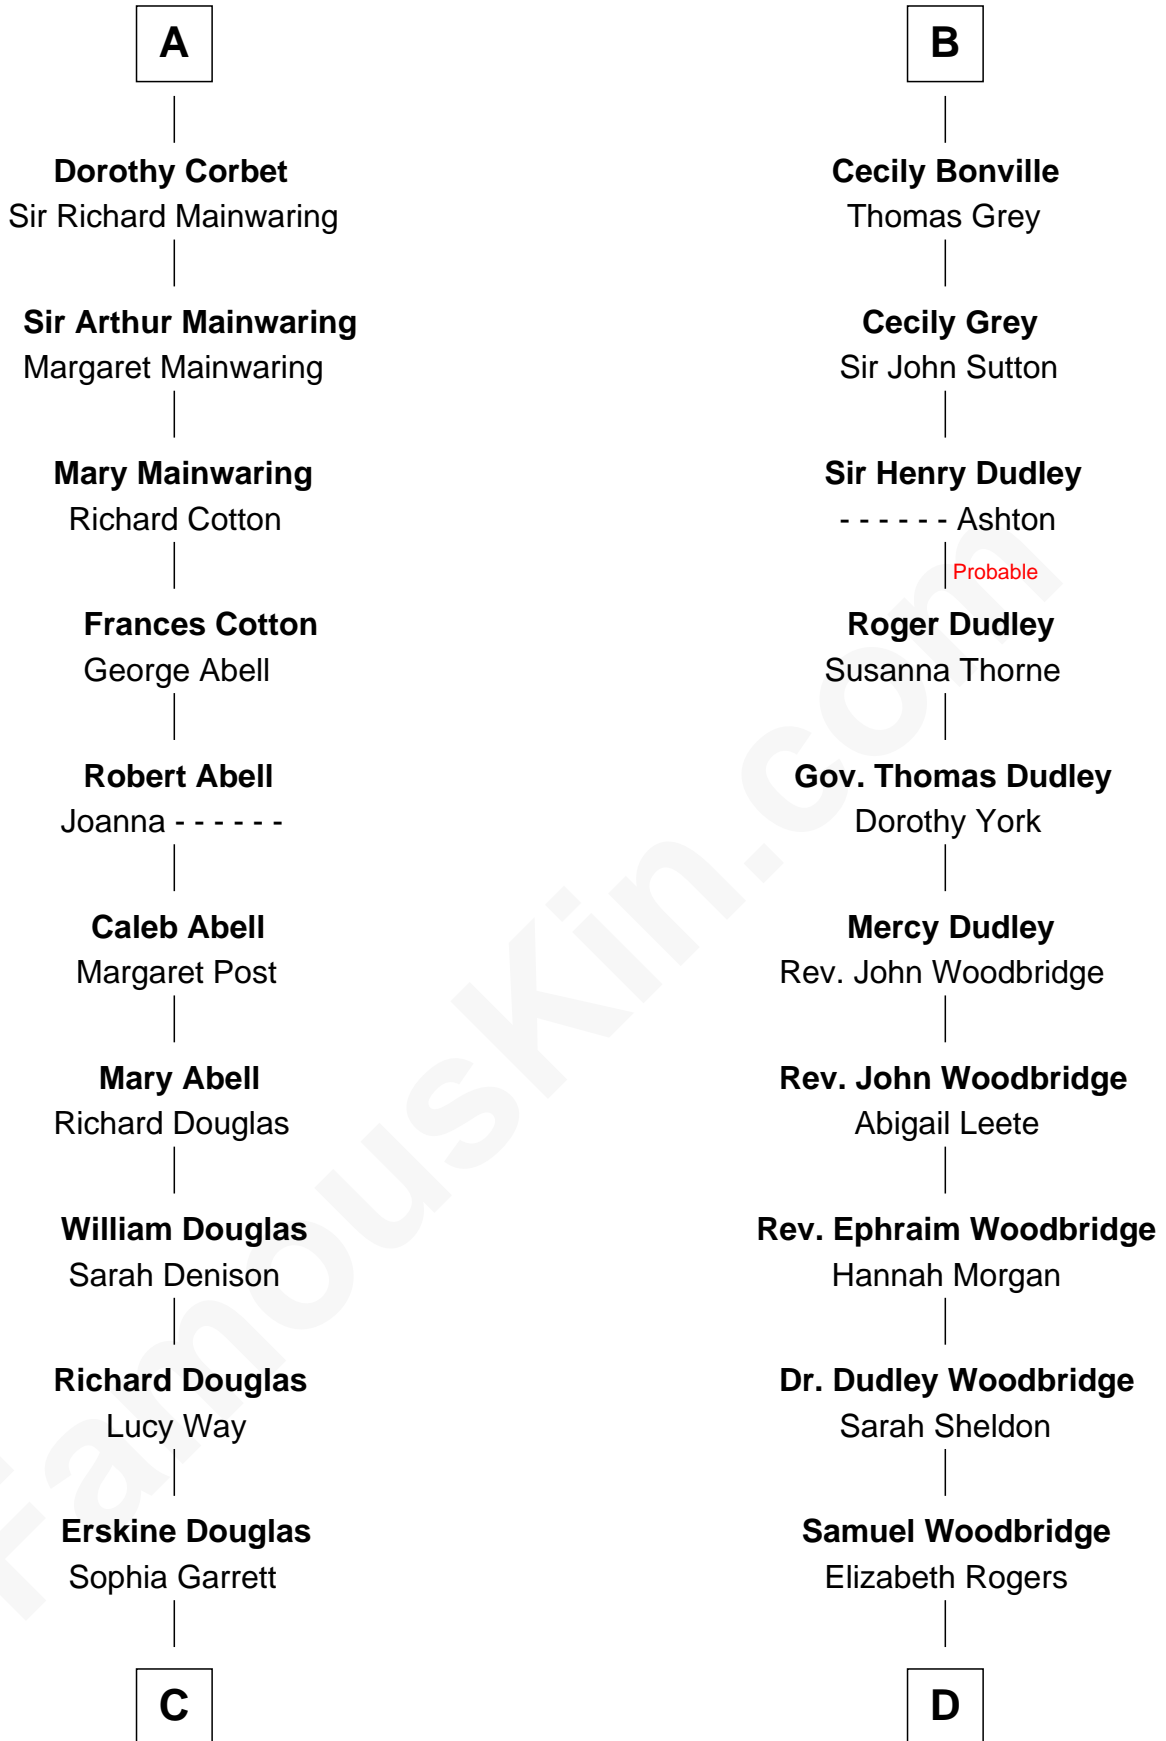 A
Dorothy Corbet
Sir Richard Mainwaring
Sir Arthur Mainwaring
Margaret Mainwaring
Mary Mainwaring
Richard Cotton
Frances Cotton
George Abell
Robert Abell
Joanna - - - - - -
Caleb Abell
Margaret Post
Mary Abell
Richard Douglas
William Douglas
Sarah Denison
Richard Douglas
Lucy Way
Erskine Douglas
Sophia Garrett
C
B
Cecily Bonville
Thomas Grey
Cecily Grey
Sir John Sutton
Sir Henry Dudley
- - - - - - Ashton
Probable
Roger Dudley
Susanna Thorne
Gov. Thomas Dudley
Dorothy York
Mercy Dudley
Rev. John Woodbridge
Rev. John Woodbridge
Abigail Leete
Rev. Ephraim Woodbridge
Hannah Morgan
Dr. Dudley Woodbridge
Sarah Sheldon
Samuel Woodbridge
Elizabeth Rogers
D
FamousKin.com